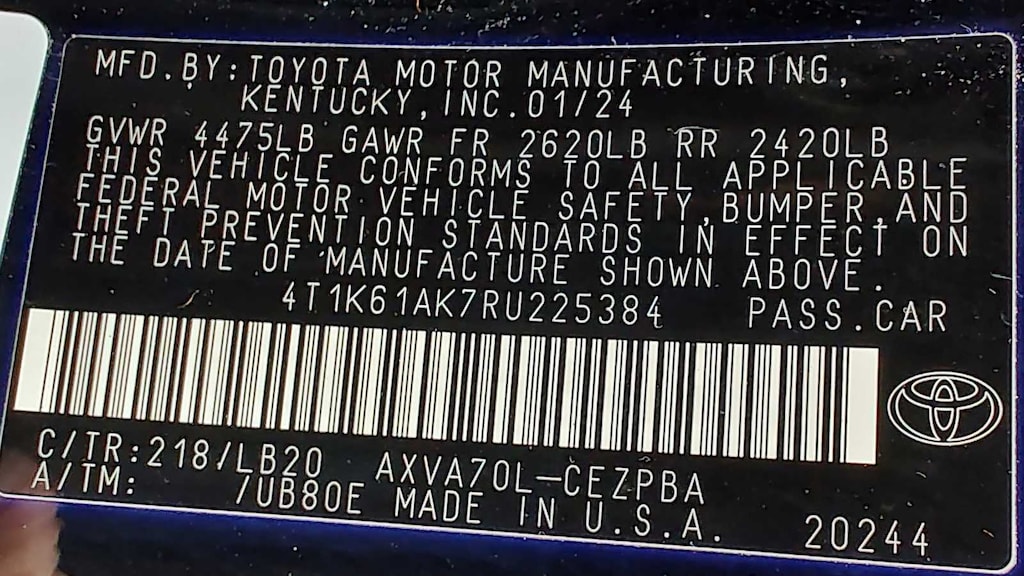 MFD.BY:TOYOTA MOTOR MANUFACTURING,
KENTUCKY,INC.01/24
GVWR 4475LB GAWR FR 2620LB RR 2420LB
THIS VEHICLE CONFORMS TO ALL APPLICABLE
FEDERAL MOTOR VEHICLE SAFETY,BUMPER,AND
THEFT PREVENTION STANDARDS IN EFFECT ON
THE DATE OF MANUFACTURE SHOWN ABOVE.
4T1K61AK7RU225384 PASS.CAR
C/TR:218/LB20 AXVA70L-CEZPBA
A/TM: /UB80E MADE IN U.S.A. 20244